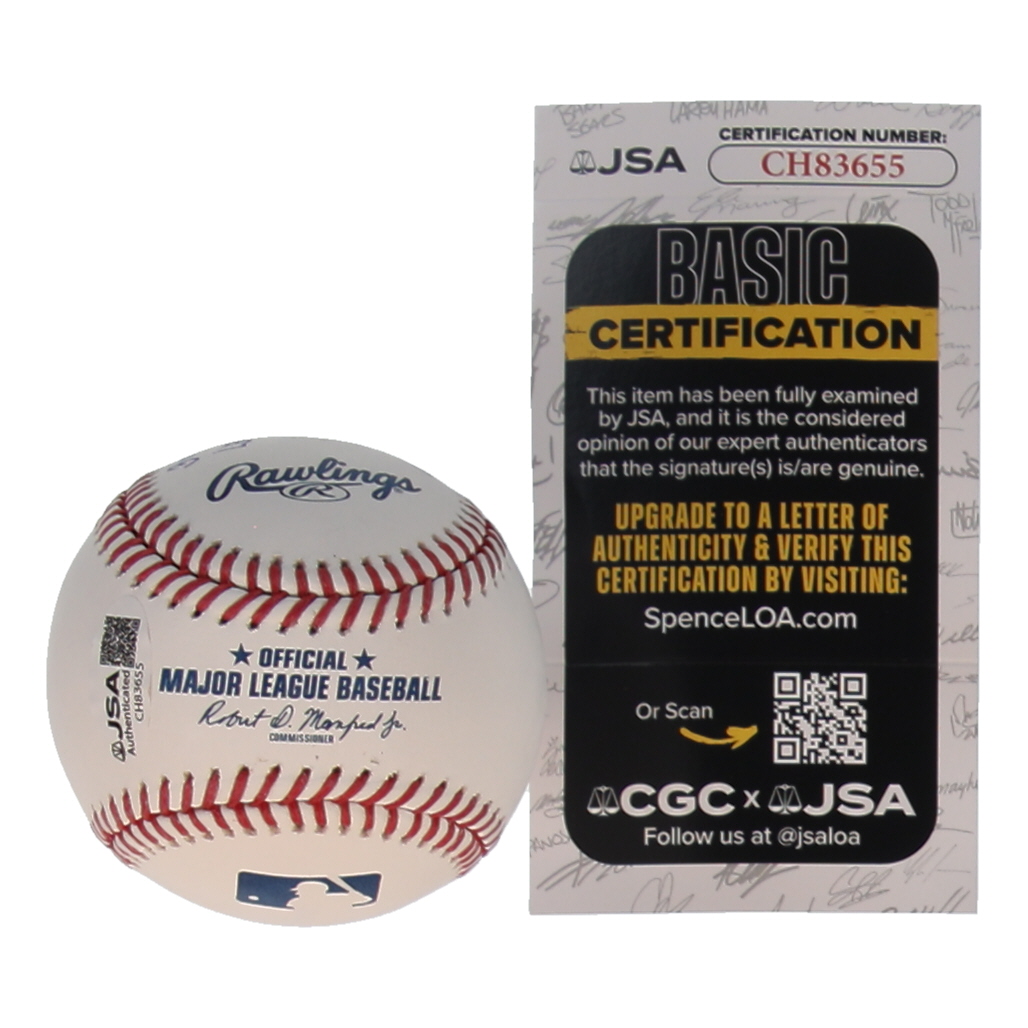 Rawlings
R
★ OFFICIAL ★
MAJOR LEAGUE BASEBALL
Robert D. Manfred Jr.
COMMISSIONER
JSA
Authenticated
CH83655
LARRY HAMA
JSA
CERTIFICATION NUMBER:
CH83655
BASIC
CERTIFICATION
This item has been fully examined
by JSA, and it is the considered
opinion of our expert authenticators
that the signature(s) is/are genuine.
UPGRADE TO A LETTER OF
AUTHENTICITY & VERIFY THIS
CERTIFICATION BY VISITING:
SpenceLOA.com
Or Scan
CGC x JSA
Follow us at @jsaloa